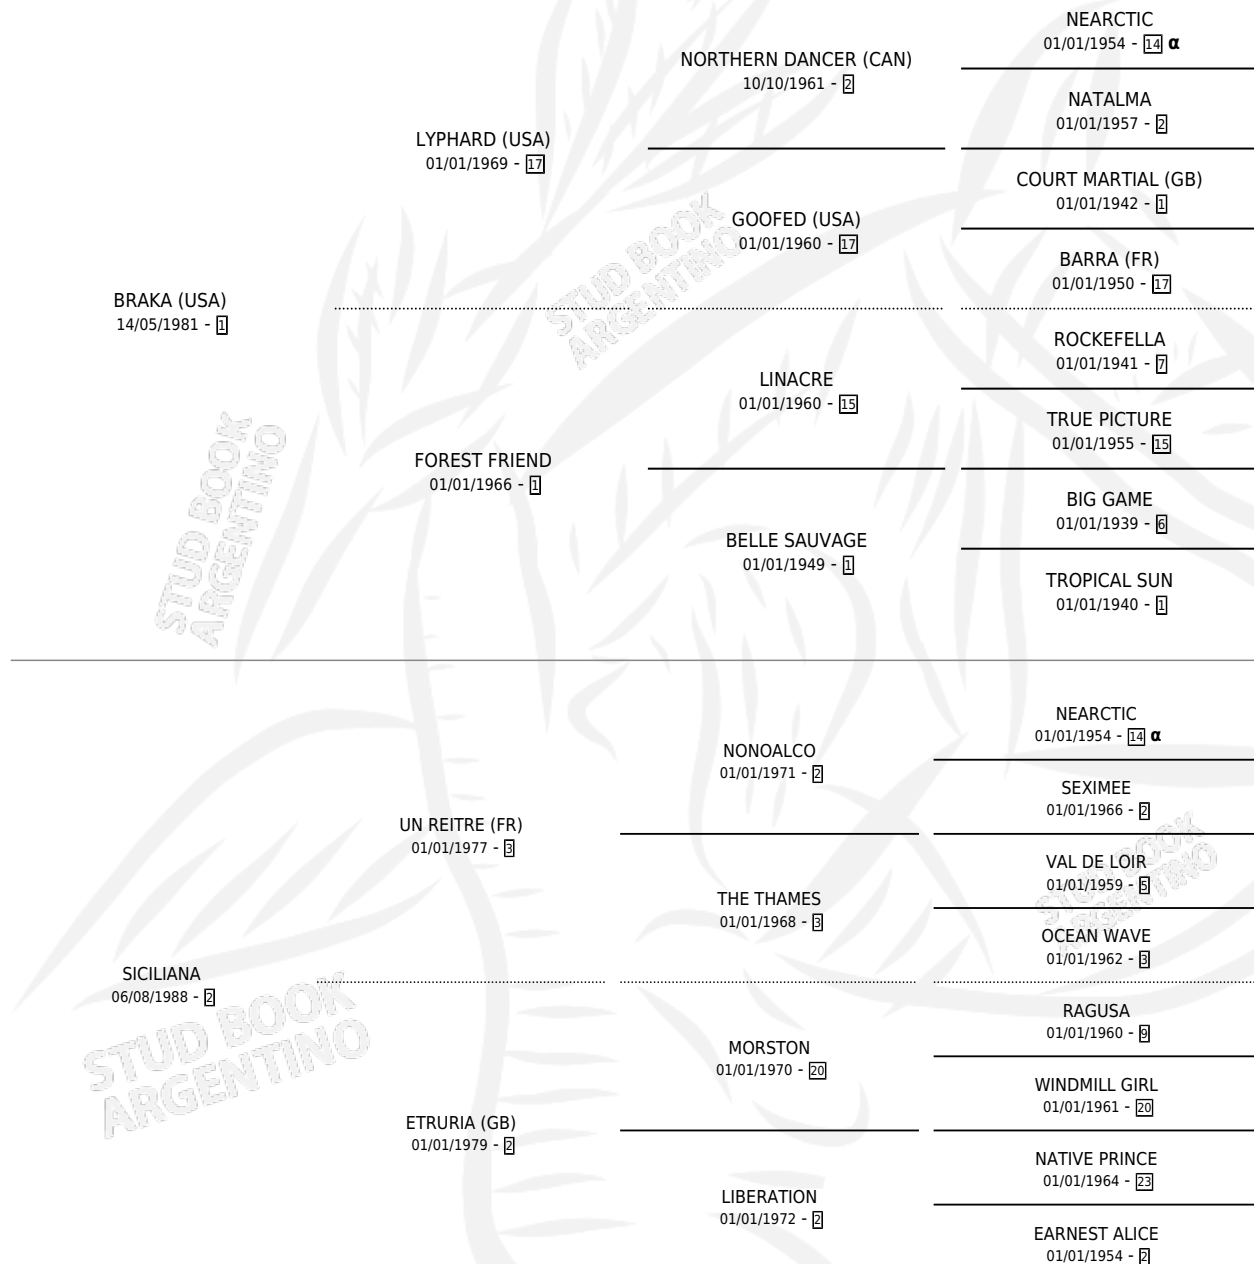 NEARCTIC
01/01/1954 - 14 α
NORTHERN DANCER (CAN)
10/10/1961 - 2
NATALMA
01/01/1957 - 2
LYPHARD (USA)
01/01/1969 - 17
COURT MARTIAL (GB)
01/01/1942 - 1
GOOFED (USA)
01/01/1960 - 17
BARRA (FR)
01/01/1950 - 17
BRAKA (USA)
14/05/1981 - 1
ROCKEFELLA
01/01/1941 - 7
LINACRE
01/01/1960 - 15
TRUE PICTURE
01/01/1955 - 15
FOREST FRIEND
01/01/1966 - 1
BIG GAME
01/01/1939 - 6
BELLE SAUVAGE
01/01/1949 - 1
TROPICAL SUN
01/01/1940 - 1
NEARCTIC
01/01/1954 - 14 α
NONOALCO
01/01/1971 - 2
SEXIMEE
01/01/1966 - 2
UN REITRE (FR)
01/01/1977 - 3
VAL DE LOIR
01/01/1959 - 5
THE THAMES
01/01/1968 - 3
OCEAN WAVE
01/01/1962 - 3
SICILIANA
06/08/1988 - 2
RAGUSA
01/01/1960 - 9
MORSTON
01/01/1970 - 20
WINDMILL GIRL
01/01/1961 - 20
ETRURIA (GB)
01/01/1979 - 2
NATIVE PRINCE
01/01/1964 - 23
LIBERATION
01/01/1972 - 2
EARNEST ALICE
01/01/1954 - 2
STUD BOOK
ARGENTINO
STUD BOOK
ARGENTINO
STUD BOOK
ARGENTINO
STUD BOOK
ARGENTINO